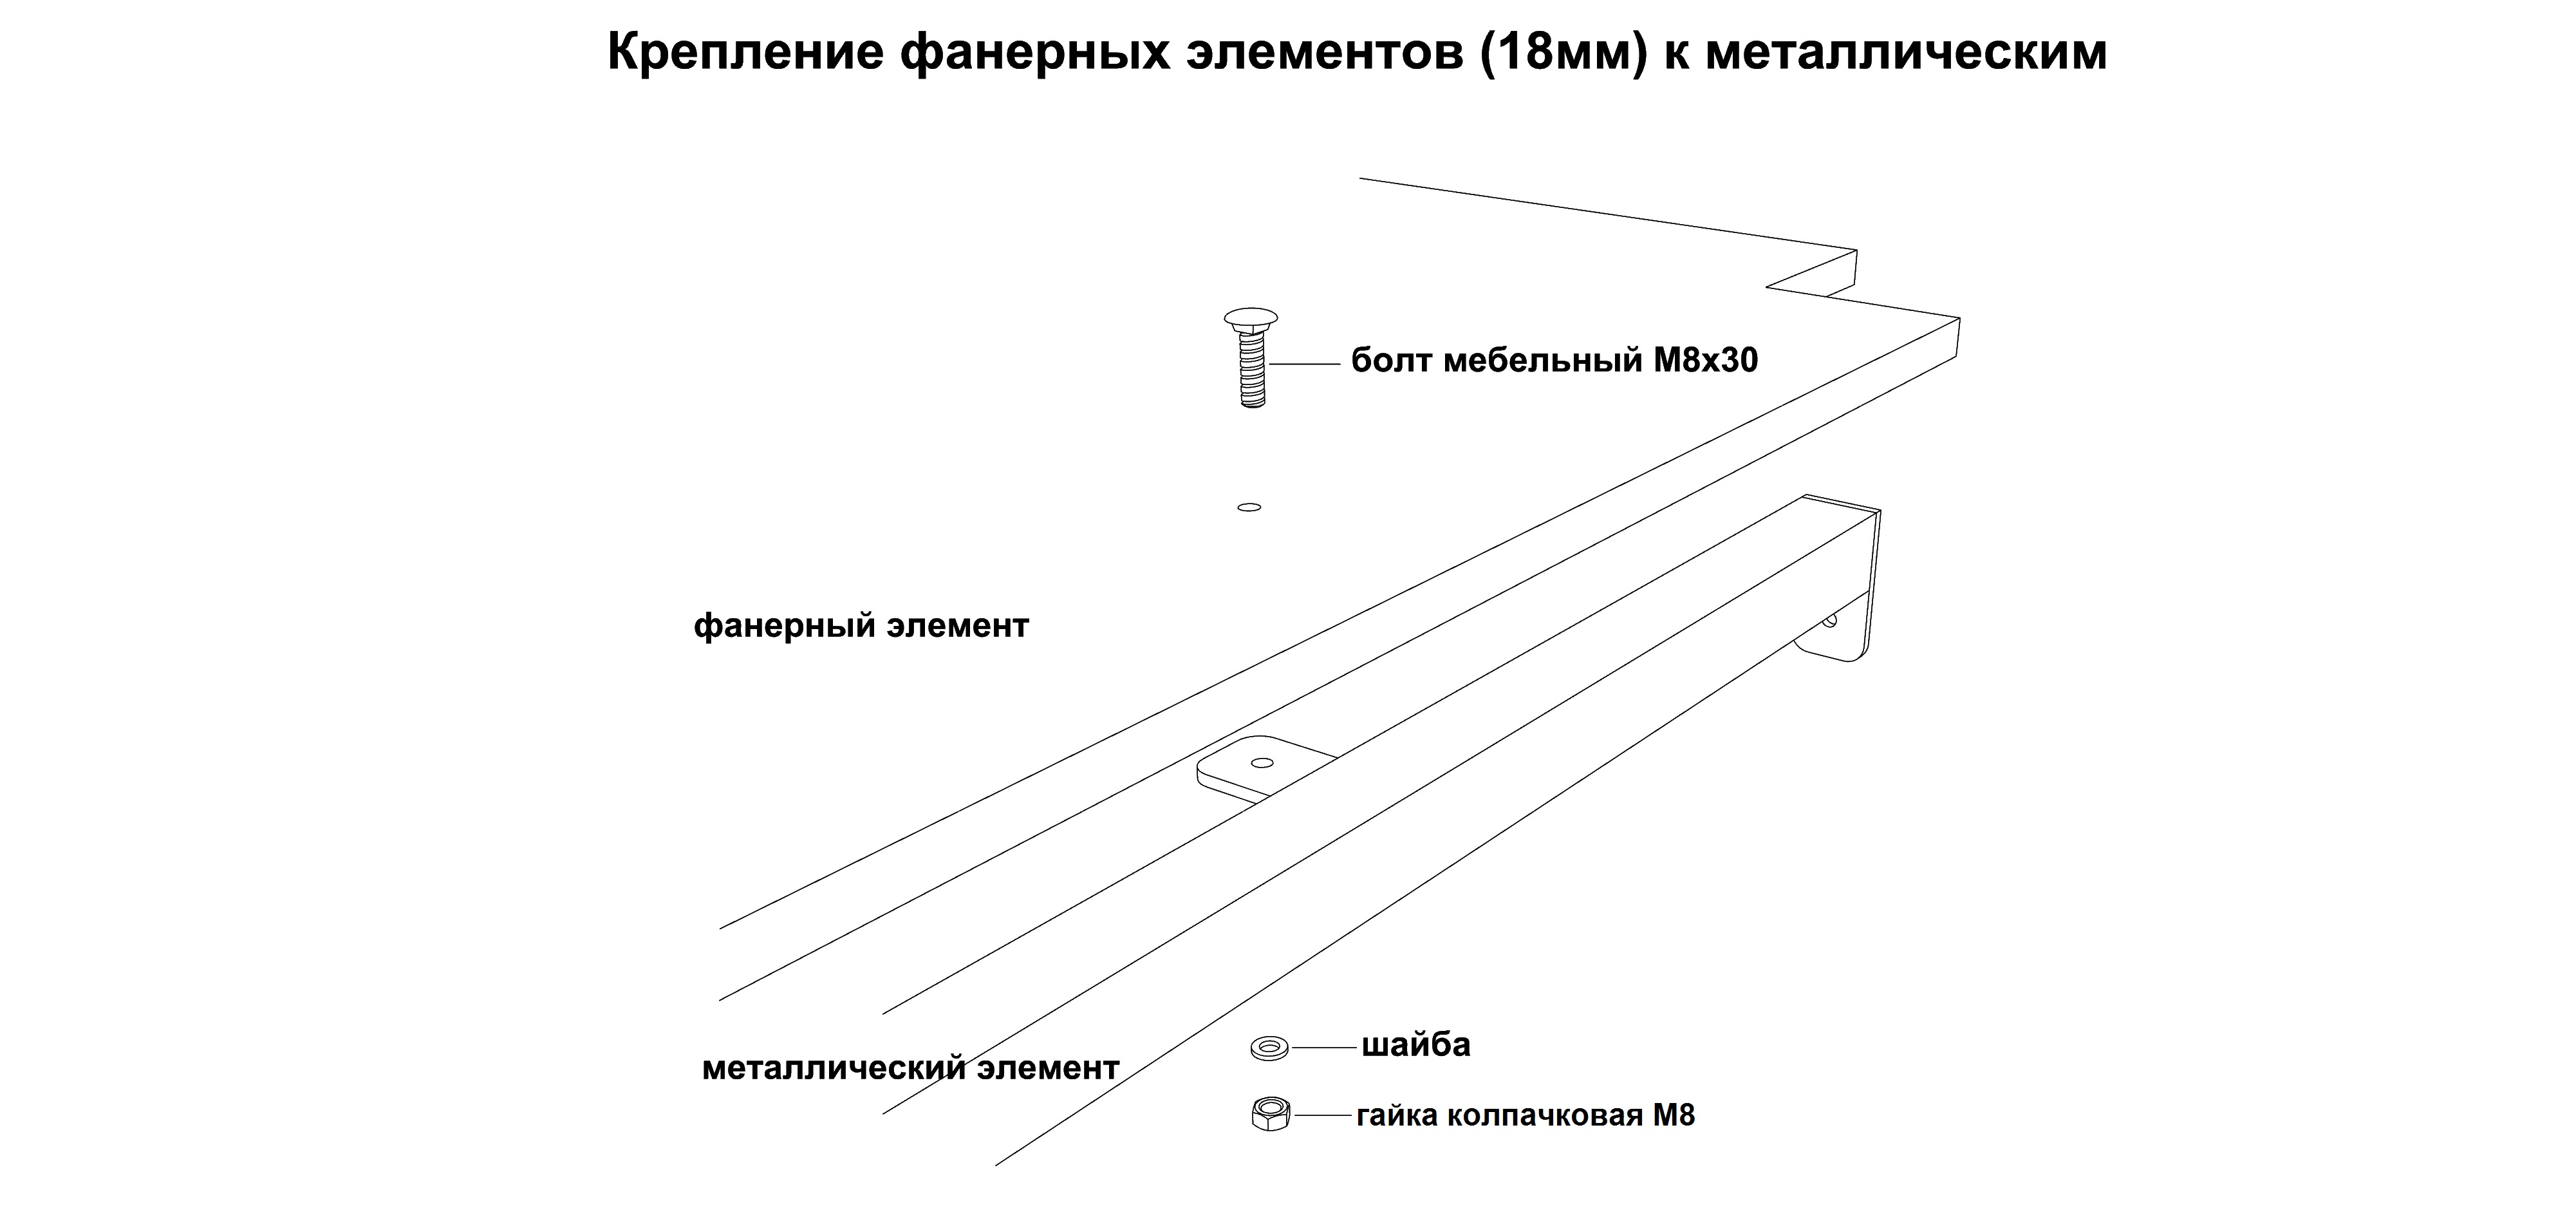 Крепление фанерных элементов (18мм) к металлическим
болт мебельный М8х30
фанерный элемент
шайба
металлический элемент
гайка колпачковая М8